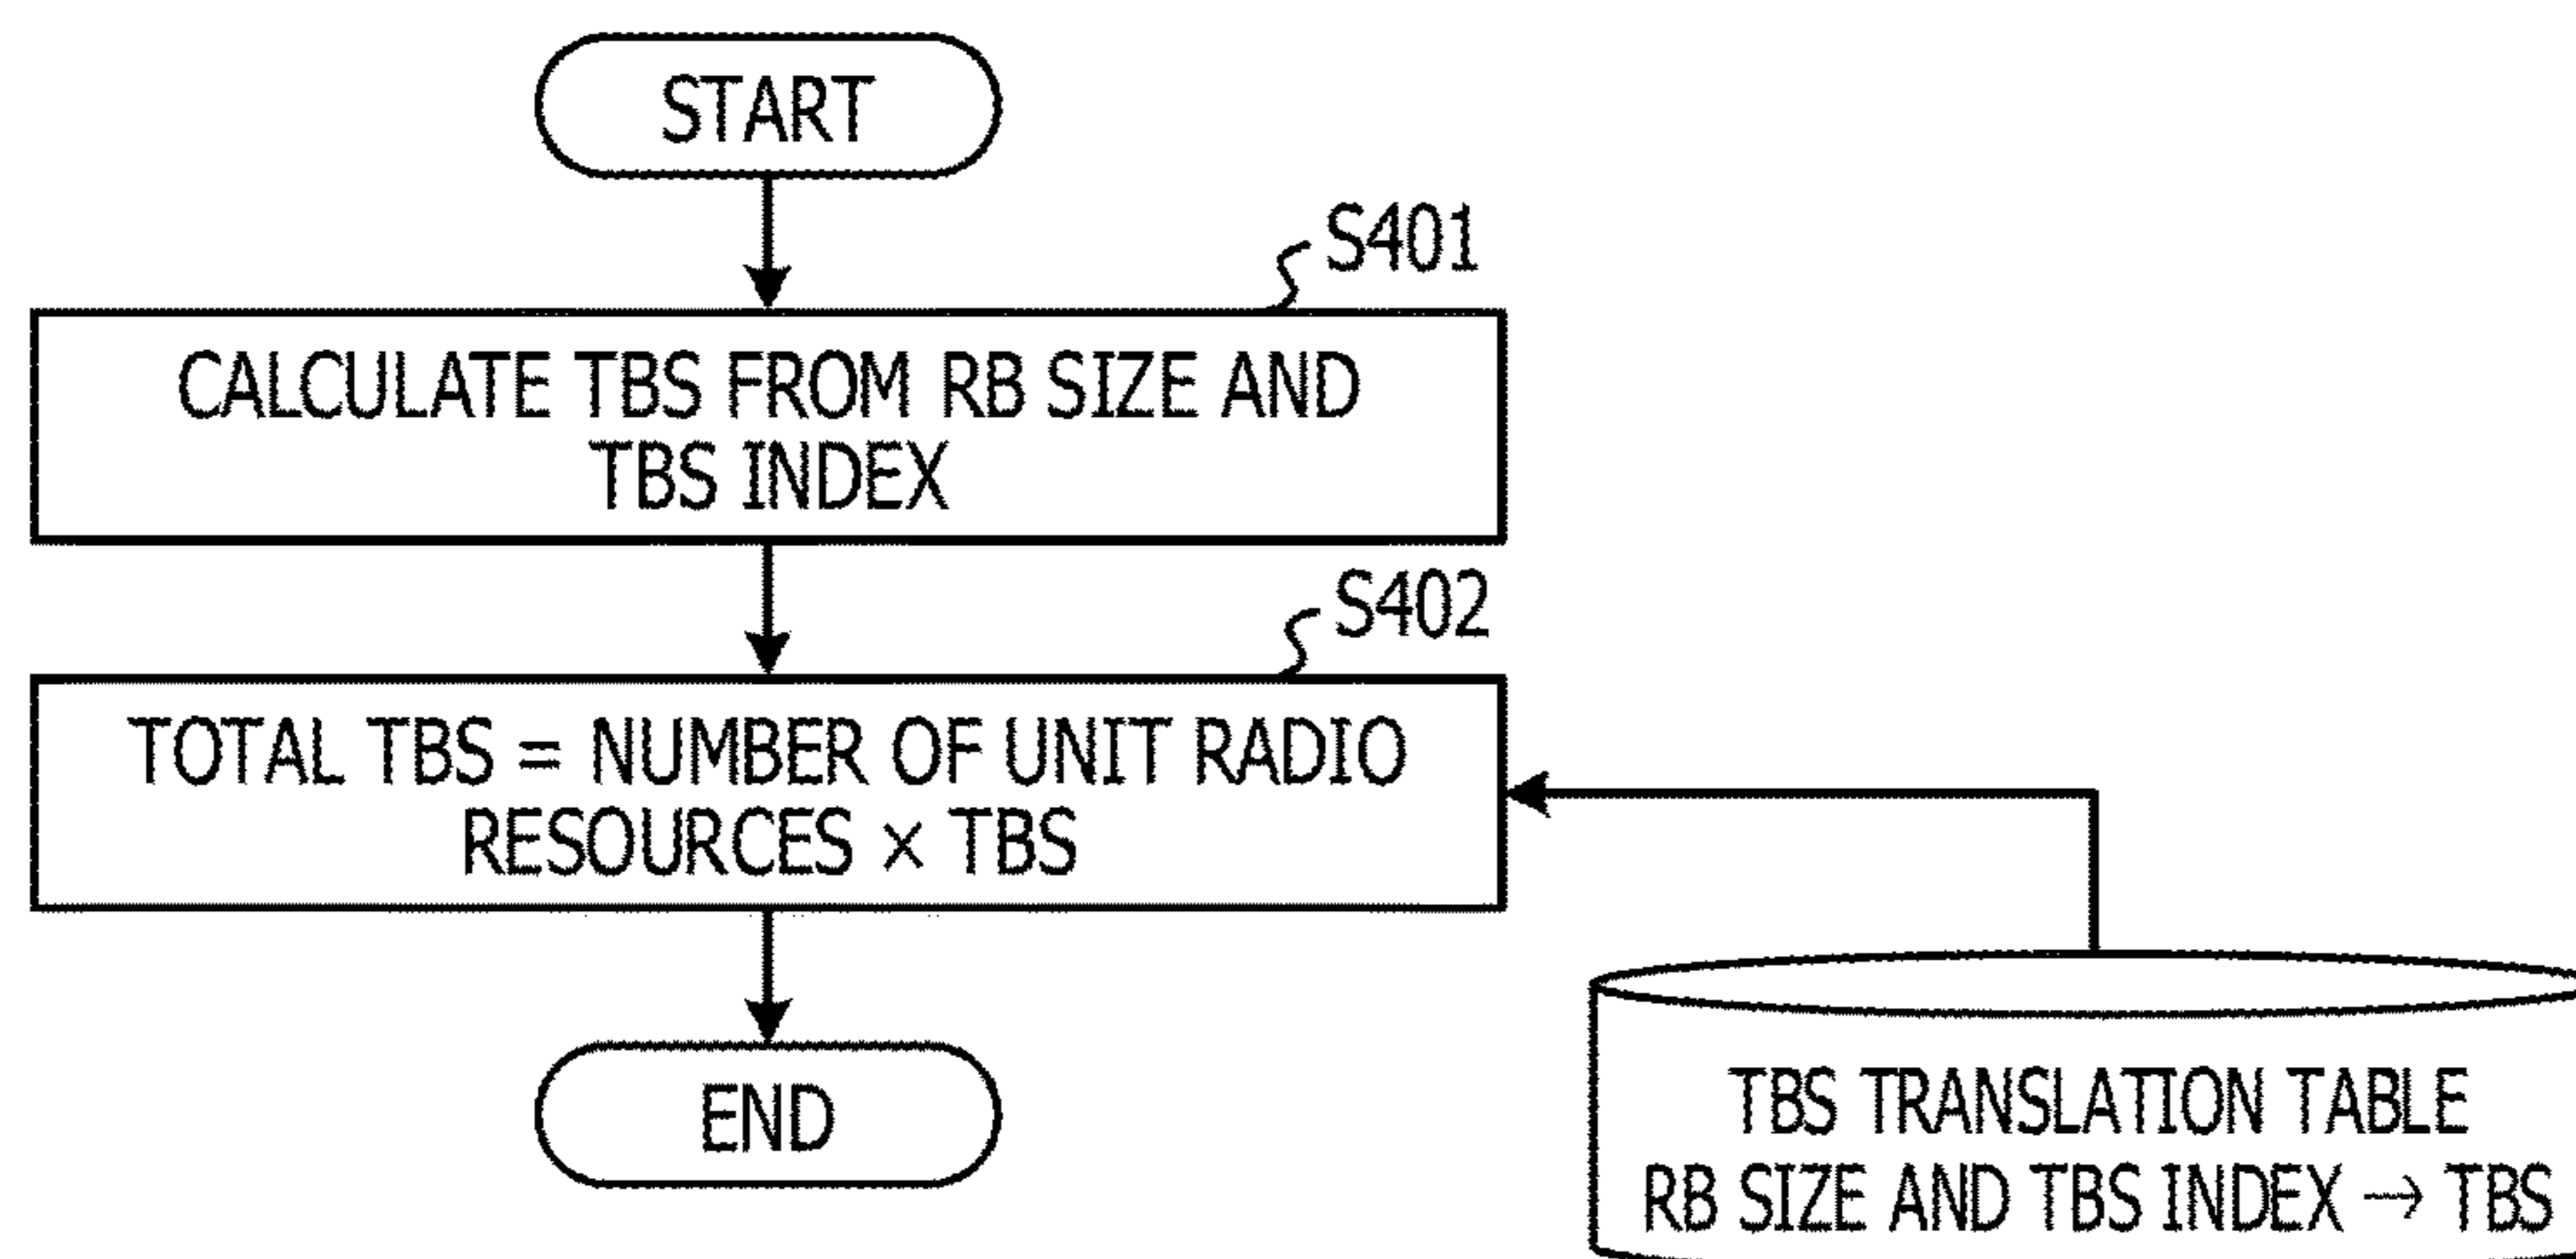 START
S401
CALCULATE TBS FROM RB SIZE AND
TBS INDEX
S402
TOTAL TBS = NUMBER OF UNIT RADIO
RESOURCES × TBS
END
TBS TRANSLATION TABLE
RB SIZE AND TBS INDEX → TBS